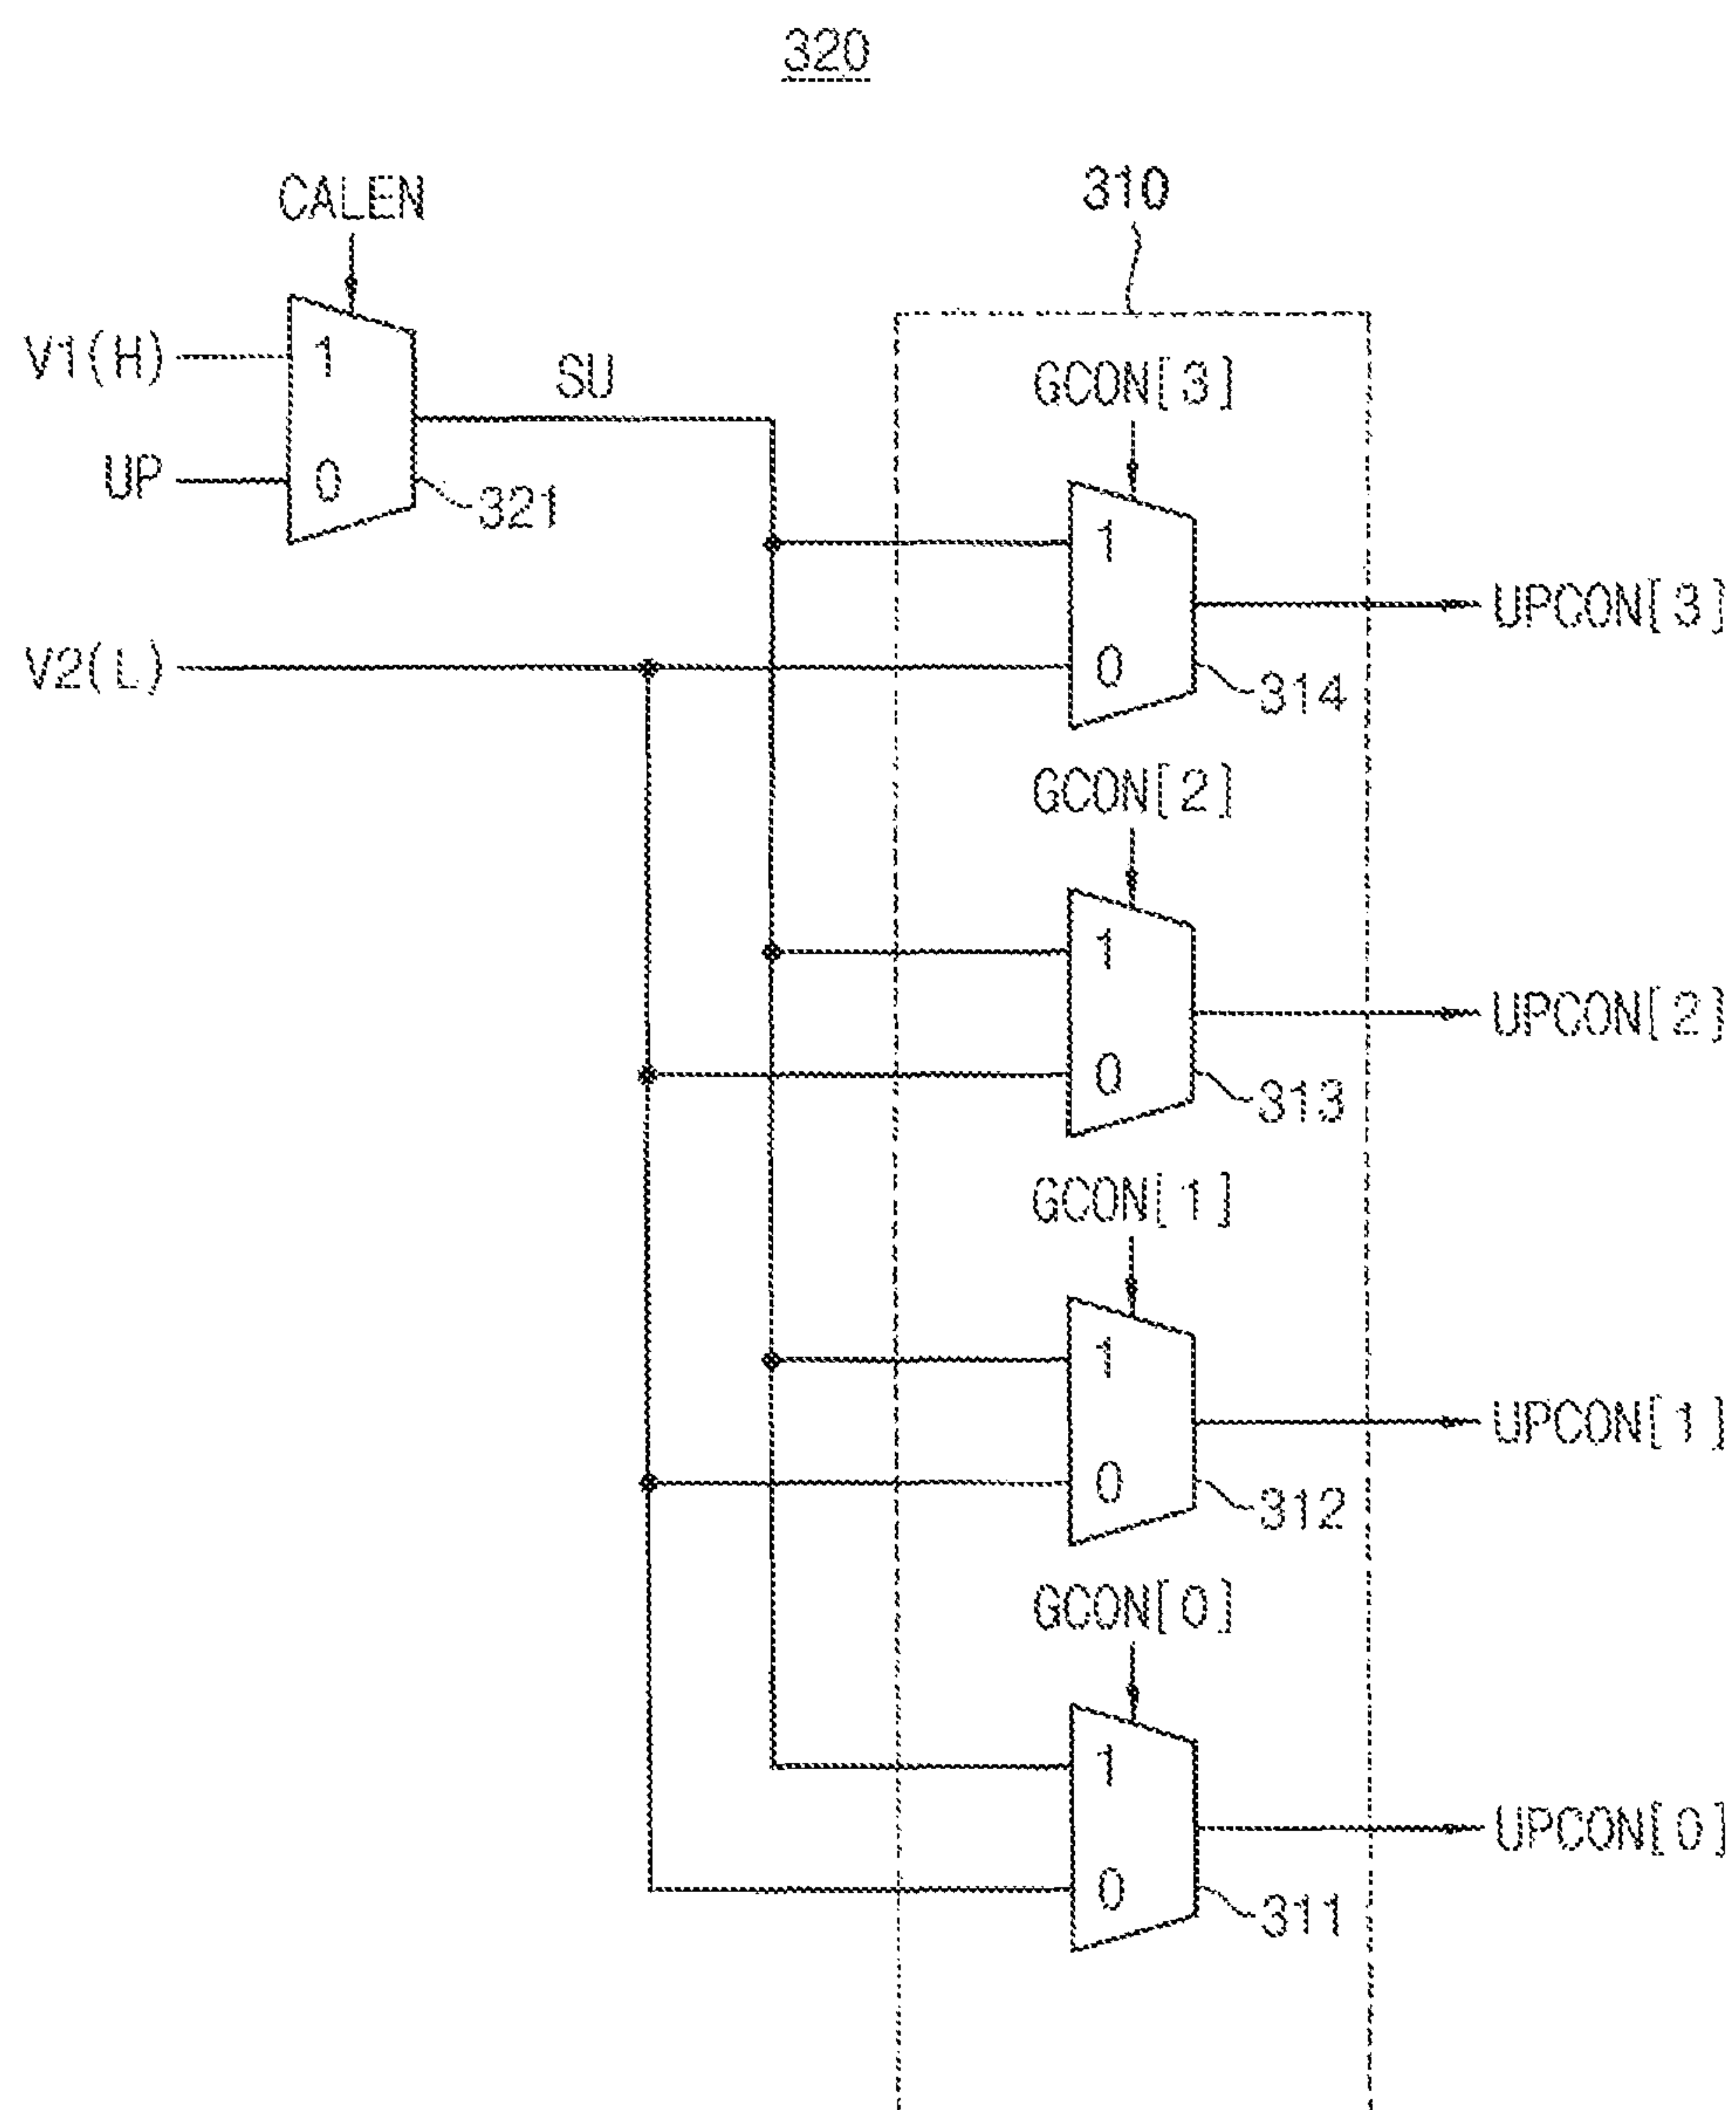 320
CALEN
310
V1(H)
1
SU
GCON[3]
UP
0
321
1
UPCON[3]
V2(L)
0
314
GCON[2]
1
UPCON[2]
0
313
GCON[1]
1
UPCON[1]
0
312
GCON[0]
1
UPCON[0]
0
311